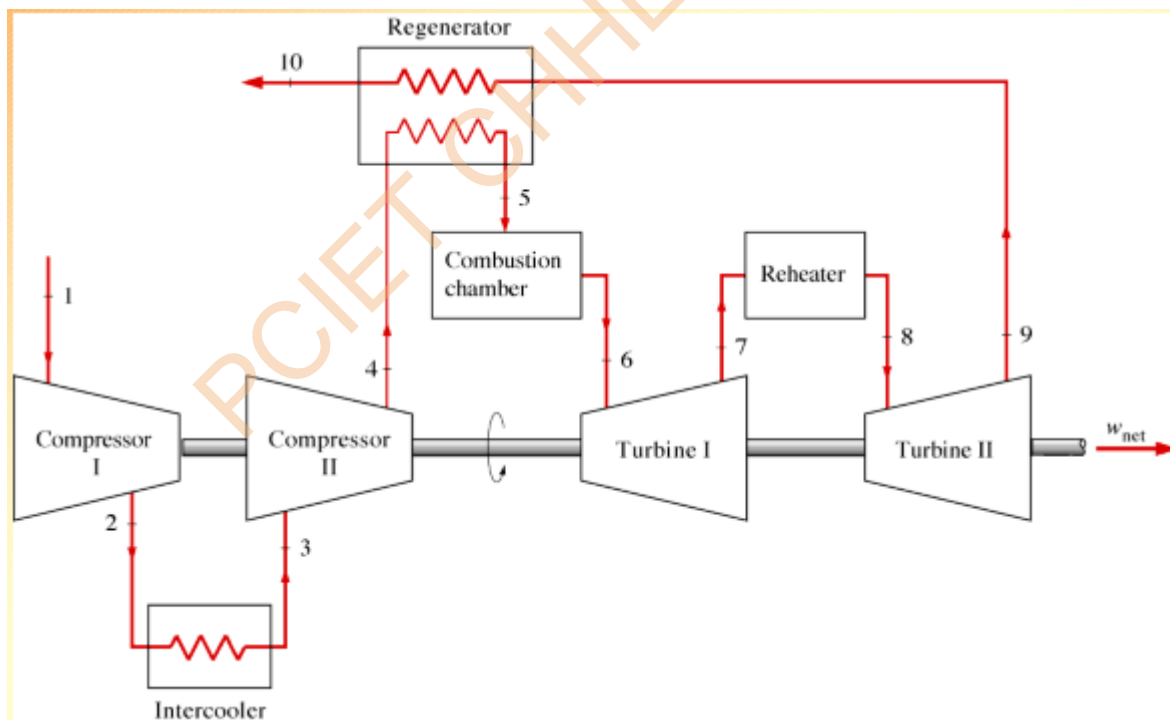 Regenerator
10
5
Combustion
chamber
Reheater
1
4
6
7
8
9
Compressor
I
Compressor
II
Turbine I
Turbine II
w_net
2
3
Intercooler
PCIET CHHE